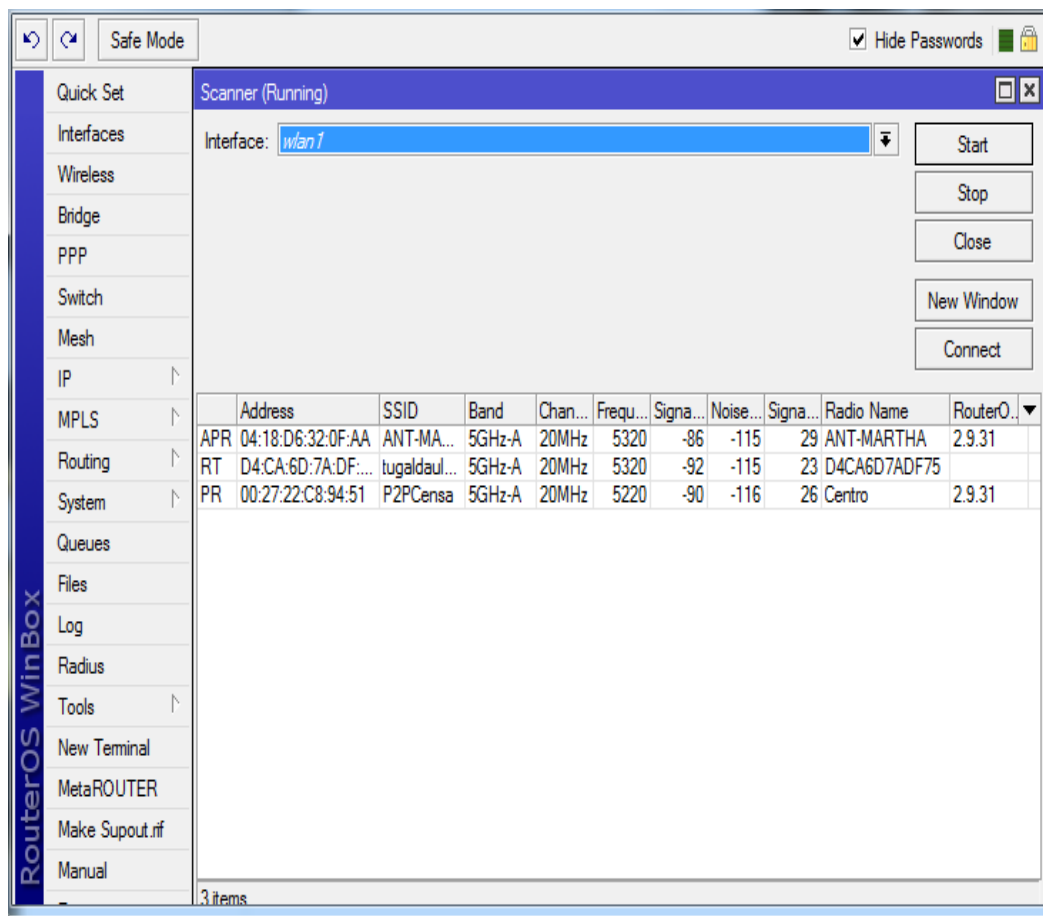 Safe Mode
Hide Passwords
RouterOS WinBox
Quick Set
Interfaces
Wireless
Bridge
PPP
Switch
Mesh
IP
MPLS
Routing
System
Queues
Files
Log
Radius
Tools
New Terminal
MetaROUTER
Make Supout.rif
Manual
Scanner (Running)
Interface: wlan1
Start
Stop
Close
New Window
Connect
Address SSID Band Chan... Frequ... Signa... Noise... Signa... Radio Name RouterO...
APR 04:18:D6:32:0F:AA ANT-MA... 5GHz-A 20MHz 5320 -86 -115 29 ANT-MARTHA 2.9.31
RT D4:CA:6D:7A:DF:... tugaldaul... 5GHz-A 20MHz 5320 -92 -115 23 D4CA6D7ADF75
PR 00:27:22:C8:94:51 P2PCensa 5GHz-A 20MHz 5220 -90 -116 26 Centro 2.9.31
3 items